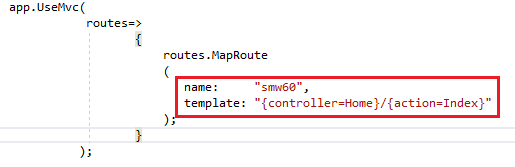 app.UseMvc(
routes=>
{
routes.MapRoute
(
name: "smw60",
template: "{controller=Home}/{action=Index}"
);
}
);